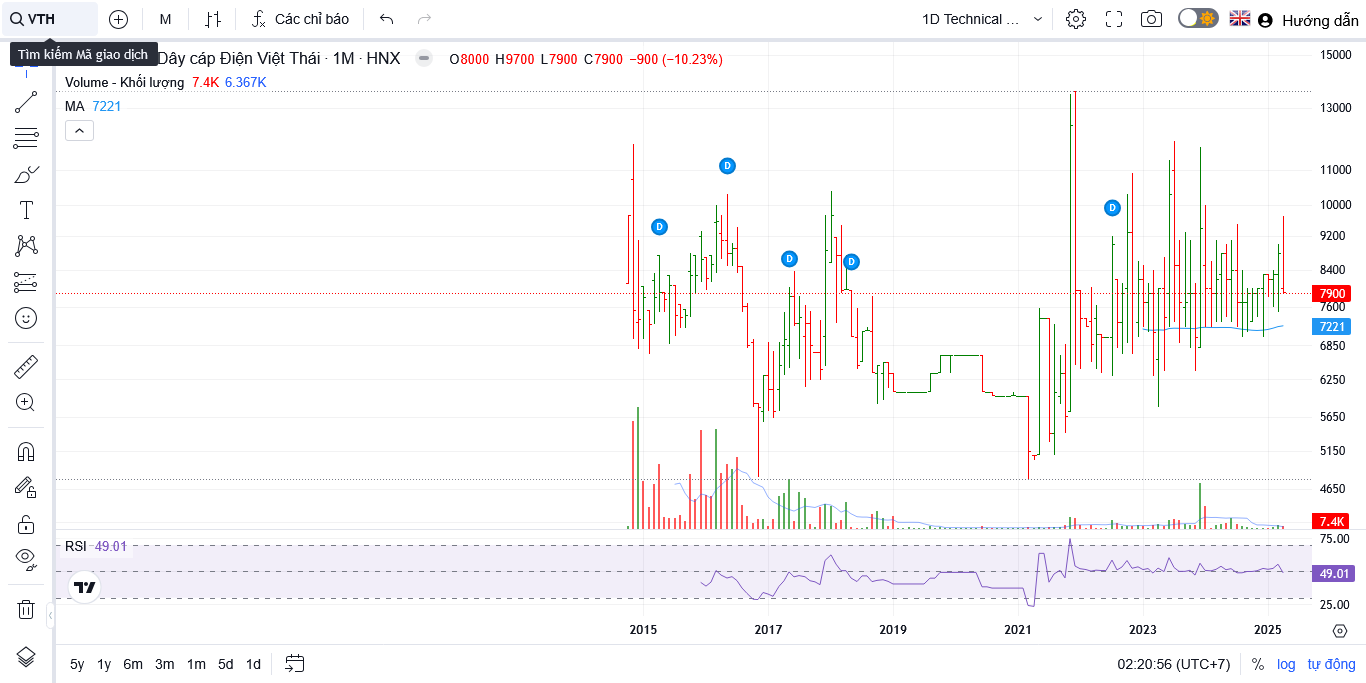 VTH
M
Các chỉ báo
1D Technical ...
Hướng dẫn
Tìm kiếm Mã giao dịch
Dây cáp Điện Việt Thái · 1M · HNX
O8000 H9700 L7900 C7900 −900 (−10.23%)
Volume - Khối lượng 7.4K 6.367K
MA 7221
15000
13000
11000
10000
9200
8400
7900
7600
7221
6850
6250
5650
5150
4650
7.4K
D
D
D
D
D
RSI 49.01
75.00
49.01
25.00
2015
2017
2019
2021
2023
2025
5y 1y 6m 3m 1m 5d 1d
02:20:56 (UTC+7)
% log tự động